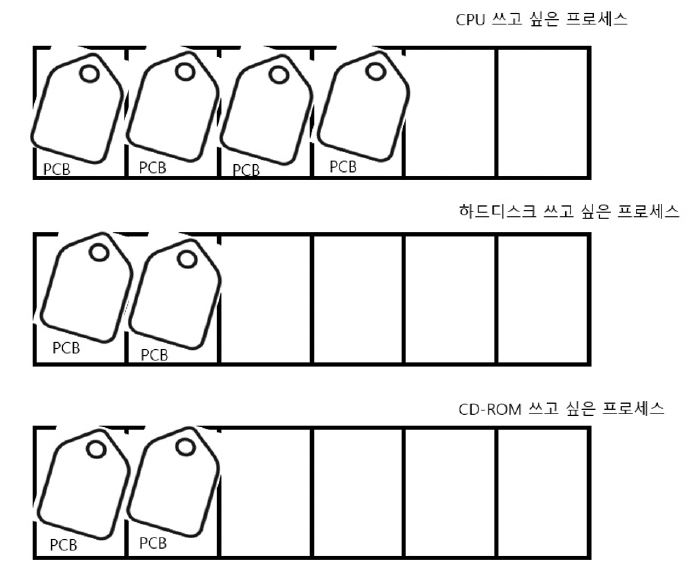 CPU 쓰고 싶은 프로세스
PCB PCB PCB PCB
하드디스크 쓰고 싶은 프로세스
PCB PCB
CD-ROM 쓰고 싶은 프로세스
PCB PCB